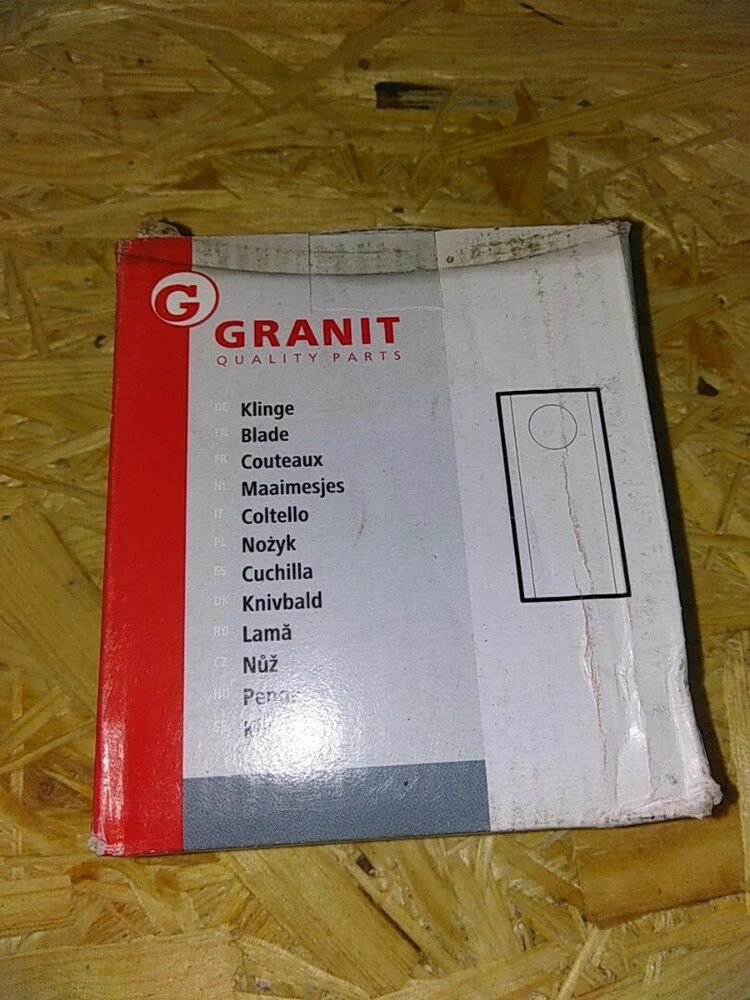 G
GRANIT
QUALITY PARTS
DE Klinge
EN Blade
FR Couteaux
NL Maaimesjes
IT Coltello
PL Nożyk
ES Cuchilla
DK Knivbald
RO Lamă
CZ Nůž
HU